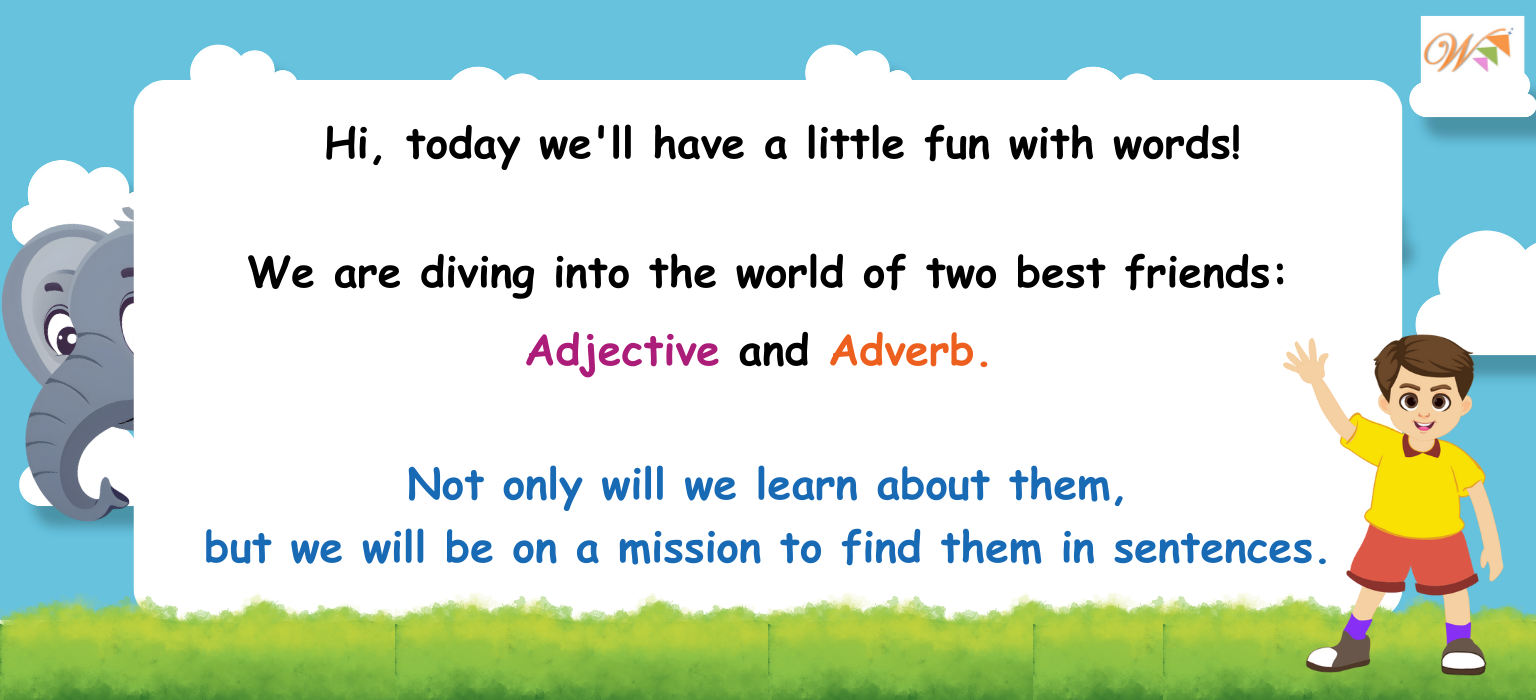 W
Hi, today we'll have a little fun with words!
We are diving into the world of two best friends:
Adjective and Adverb.
Not only will we learn about them,
but we will be on a mission to find them in sentences.